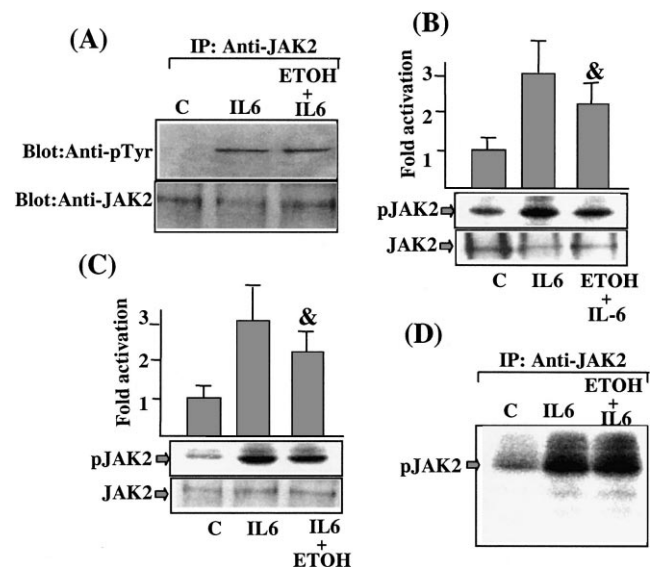 (A)
IP: Anti-JAK2
C IL6 ETOH + IL6
Blot:Anti-pTyr
Blot:Anti-JAK2
(B)
Fold activation
3
2
1
&
pJAK2
JAK2
C IL6 ETOH + IL-6
(C)
Fold activation
3
2
1
&
pJAK2
JAK2
C IL6 IL6 + ETOH
(D)
IP: Anti-JAK2
C IL6 ETOH + IL6
pJAK2